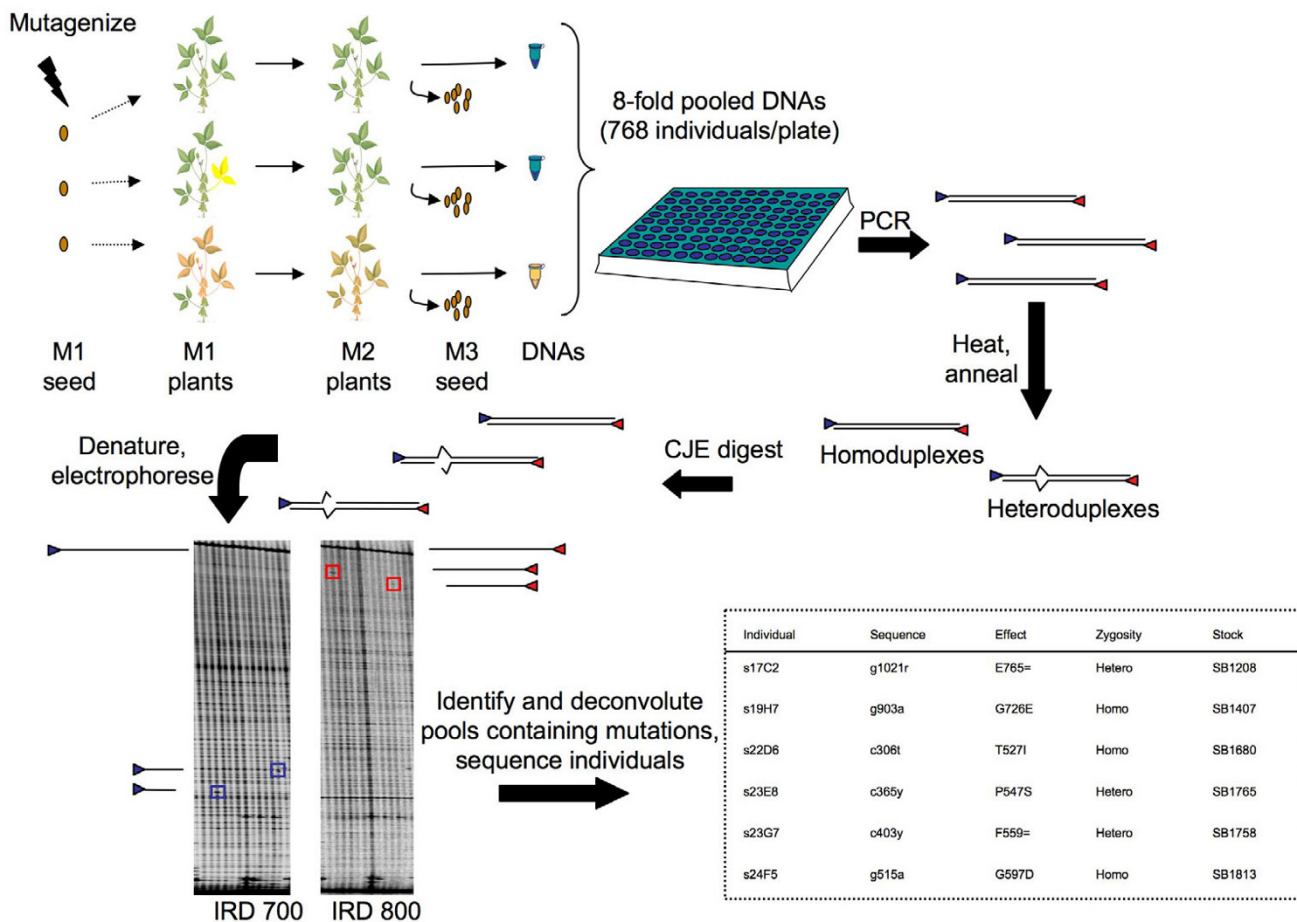 Mutagenize
8-fold pooled DNAs
(768 individuals/plate)
PCR
M1
seed
M1
plants
M2
plants
M3
seed
DNAs
Heat,
anneal
Denature,
electrophorese
CJE digest
Homoduplexes
Heteroduplexes
Identify and deconvolute
pools containing mutations,
sequence individuals
Individual Sequence Effect Zygosity Stock
s17C2 g1021r E765= Hetero SB1208
s19H7 g903a G726E Homo SB1407
s22D6 c306t T527I Homo SB1680
s23E8 c365y P547S Hetero SB1765
s23G7 c403y F559= Hetero SB1758
s24F5 g515a G597D Homo SB1813
IRD 700 IRD 800